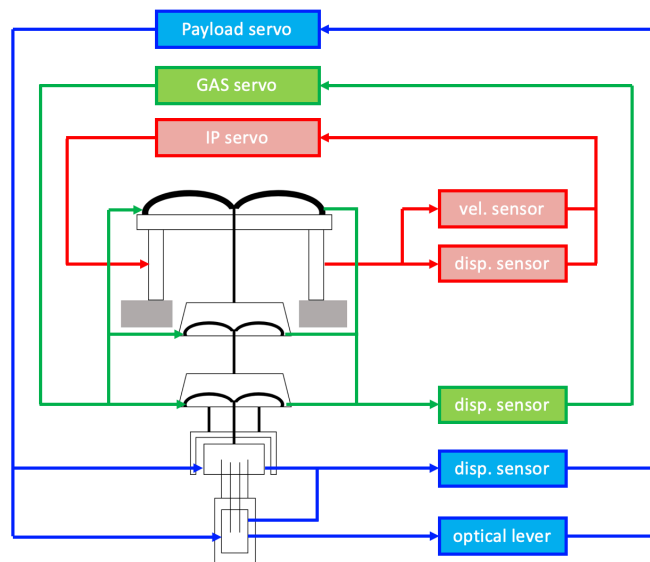 Payload servo
GAS servo
IP servo
vel. sensor
disp. sensor
disp. sensor
disp. sensor
optical lever